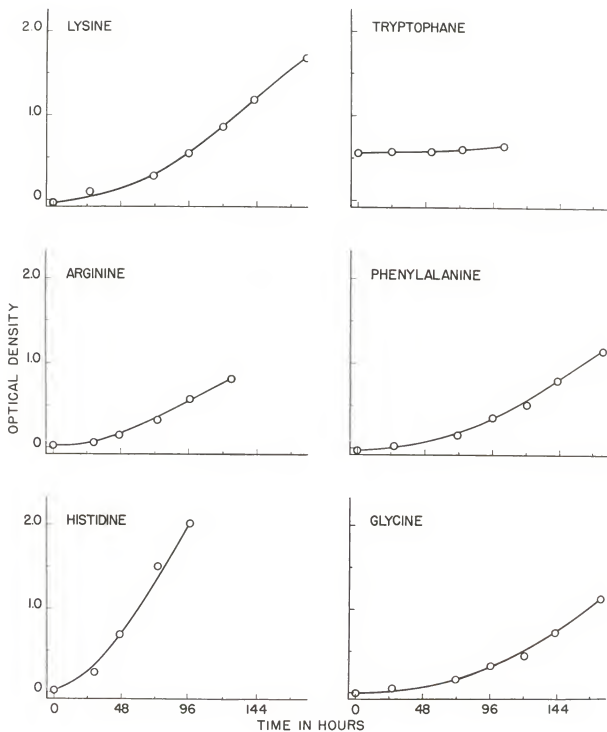 2.0
LYSINE
1.0
0
TRYPTOPHANE
2.0
ARGININE
1.0
0
PHENYLALANINE
OPTICAL DENSITY
2.0
HISTIDINE
1.0
0
GLYCINE
0 48 96 144
0 48 96 144
TIME IN HOURS